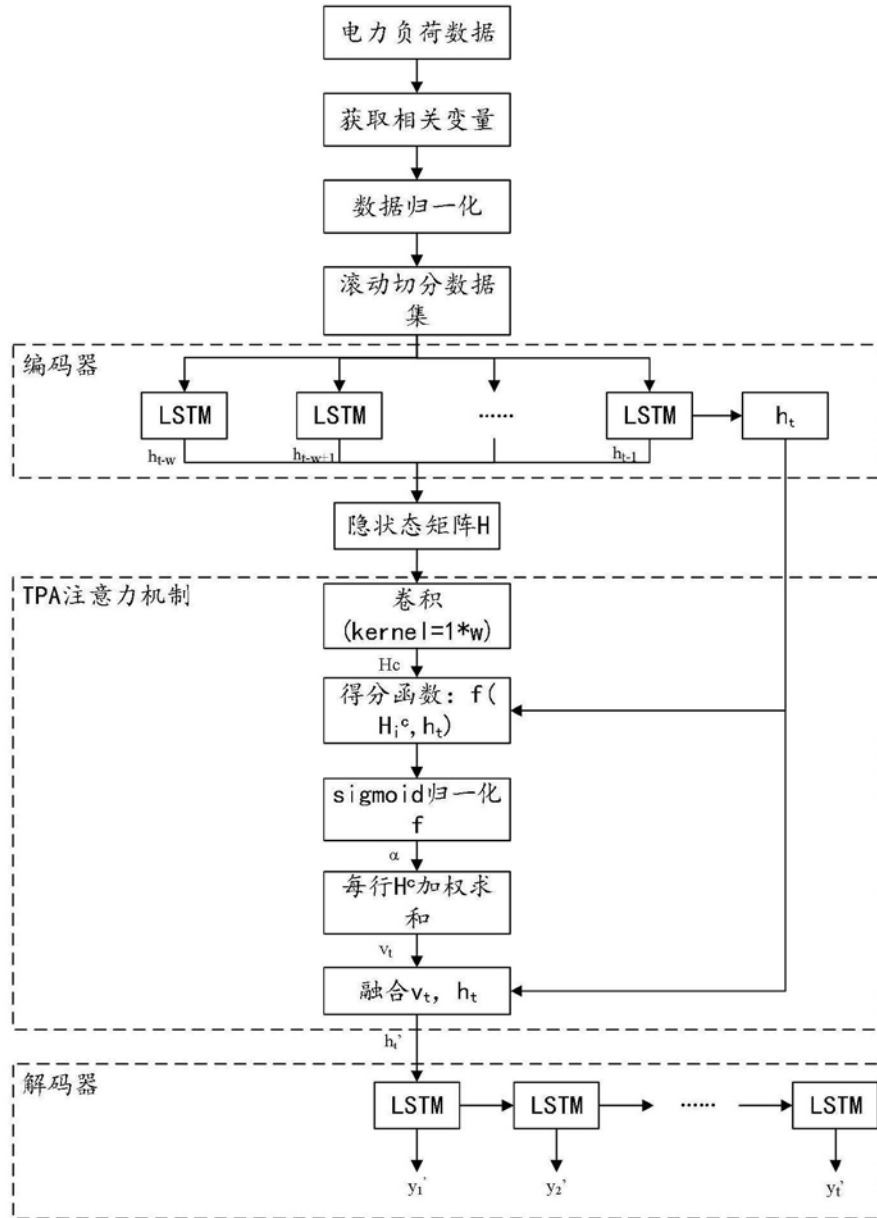 电力负荷数据
获取相关变量
数据归一化
滚动切分数据
集
编码器
LSTM
LSTM
……
LSTM
hₜ
h_{t-w}
h_{t-w+1}
h_{t-1}
隐状态矩阵H
TPA注意力机制
卷积
(kernel=1*w)
Hc
得分函数：f(
Hᵢᶜ,hₜ)
sigmoid归一化
f
α
每行Hᶜ加权求
和
vₜ
融合vₜ，hₜ
hₜ’
解码器
LSTM
LSTM
……
LSTM
y₁’
y₂’
yₜ’